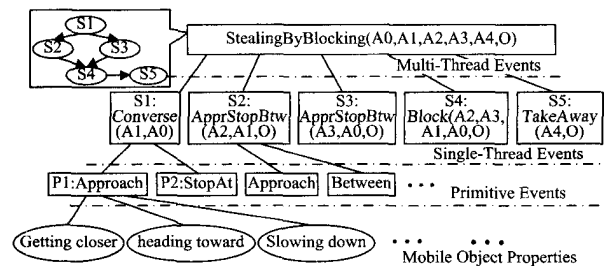 S1
S2 S3
S4 S5
StealingByBlocking(A0,A1,A2,A3,A4,O)
Multi-Thread Events
S1:
Converse
(A1,A0)
S2:
ApprStopBtw
(A2,A1,O)
S3:
ApprStopBtw
(A3,A0,O)
S4:
Block(A2,A3,
A1,A0,O)
S5:
TakeAway
(A4,O)
Single-Thread Events
P1:Approach P2:StopAt Approach Between
Primitive Events
Getting closer heading toward Slowing down
Mobile Object Properties